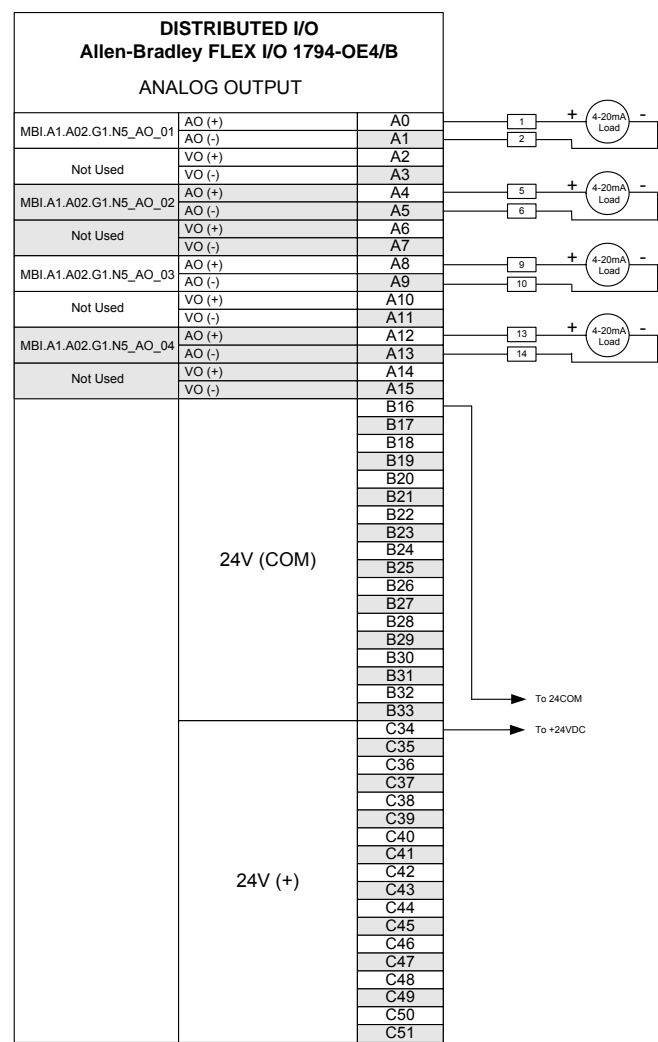 DISTRIBUTED I/O
Allen-Bradley FLEX I/O 1794-OE4/B
ANALOG OUTPUT
MBI.A1.A02.G1.N5_AO_01
AO (+)
A0
1
+
4-20mA
Load
-
AO (-)
A1
2
Not Used
VO (+)
A2
VO (-)
A3
MBI.A1.A02.G1.N5_AO_02
AO (+)
A4
5
+
4-20mA
Load
-
AO (-)
A5
6
Not Used
VO (+)
A6
VO (-)
A7
MBI.A1.A02.G1.N5_AO_03
AO (+)
A8
9
+
4-20mA
Load
-
AO (-)
A9
10
Not Used
VO (+)
A10
VO (-)
A11
MBI.A1.A02.G1.N5_AO_04
AO (+)
A12
13
+
4-20mA
Load
-
AO (-)
A13
14
Not Used
VO (+)
A14
VO (-)
A15
24V (COM)
B16
B17
B18
B19
B20
B21
B22
B23
B24
B25
B26
B27
B28
B29
B30
B31
B32
B33
To 24COM
24V (+)
C34
To +24VDC
C35
C36
C37
C38
C39
C40
C41
C42
C43
C44
C45
C46
C47
C48
C49
C50
C51